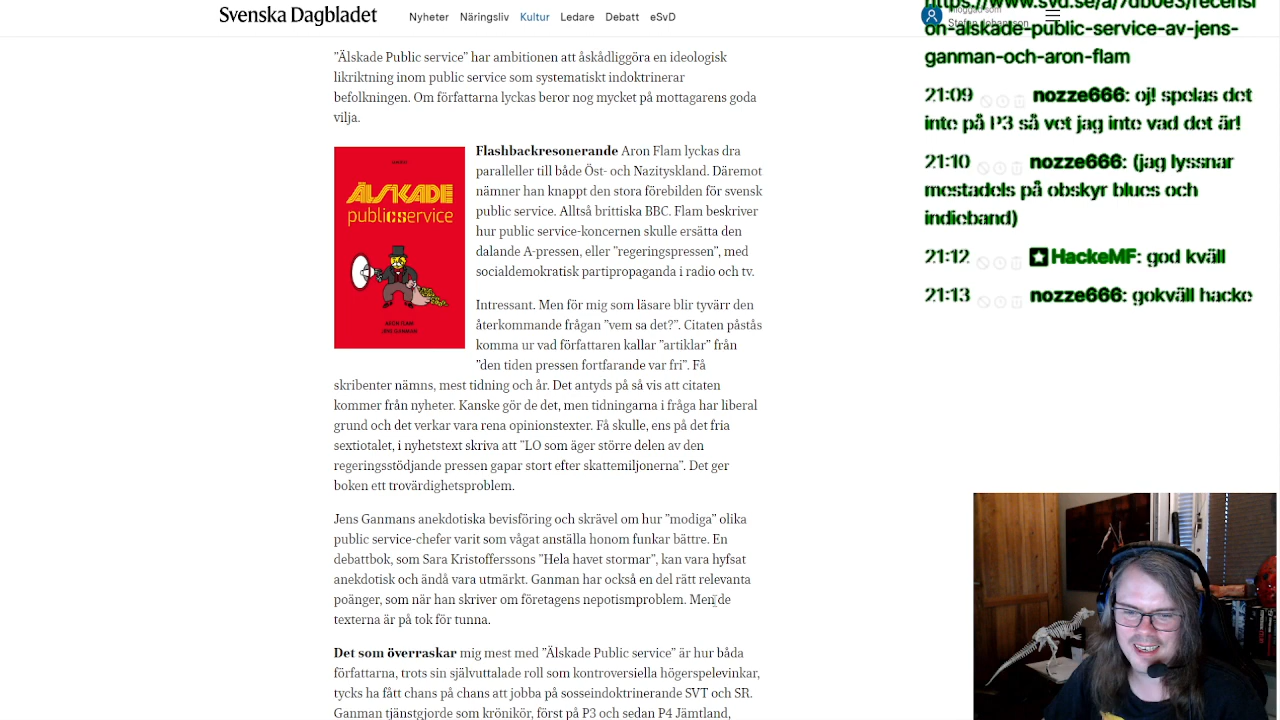 Svenska Dagbladet
Nyheter Näringsliv Kultur Ledare Debatt eSvD
Inloggad som
Stefan Johansson
"Älskade Public service" har ambitionen att åskådliggöra en ideologisk
likriktning inom public service som systematiskt indoktrinerar
befolkningen. Om författarna lyckas beror nog mycket på mottagarens goda
vilja.
ÄLSKADE
publicservice
ARON FLAM
JENS GANMAN
Flashbackresonerande Aron Flam lyckas dra
paralleller till både Öst- och Nazityskland. Däremot
nämner han knappt den stora förebilden för svensk
public service. Alltså brittiska BBC. Flam beskriver
hur public service-koncernen skulle ersätta den
dalande A-pressen, eller "regeringspressen", med
socialdemokratisk partipropaganda i radio och tv.
Intressant. Men för mig som läsare blir tyvärr den
återkommande frågan "vem sa det?". Citaten påstås
komma ur vad författaren kallar "artiklar" från
"den tiden pressen fortfarande var fri". Få
skribenter nämns, mest tidning och år. Det antyds på så vis att citaten
kommer från nyheter. Kanske gör de det, men tidningarna i fråga har liberal
grund och det verkar vara rena opinionstexter. Få skulle, ens på det fria
sextiotalet, i nyhetstext skriva att "LO som äger större delen av den
regeringsstödjande pressen gapar stort efter skattemiljonerna". Det ger
boken ett trovärdighetsproblem.
Jens Ganmans anekdotiska bevisföring och skrävel om hur "modiga" olika
public service-chefer varit som vågat anställa honom funkar bättre. En
debattbok, som Sara Kristofferssons "Hela havet stormar", kan vara hyfsat
anekdotisk och ändå vara utmärkt. Ganman har också en del rätt relevanta
poänger, som när han skriver om företagens nepotismproblem. Men de
texterna är på tok för tunna.
Det som överraskar mig mest med "Älskade Public service" är hur båda
författarna, trots sin självuttalade roll som kontroversiella högerspelevinkar,
tycks ha fått chans på chans att jobba på sosseindoktrinerande SVT och SR.
Ganman tjänstgjorde som krönikör, först på P3 och sedan P4 Jämtland,
https://www.svd.se/a/7db0e3/recensi
on-alskade-public-service-av-jens-
ganman-och-aron-flam
21:09 nozze666: oj! spelas det
inte på P3 så vet jag inte vad det är!
21:10 nozze666: (jag lyssnar
mestadels på obskyr blues och
indieband)
21:12 HackeMF: god kväll
21:13 nozze666: gokväll hacke